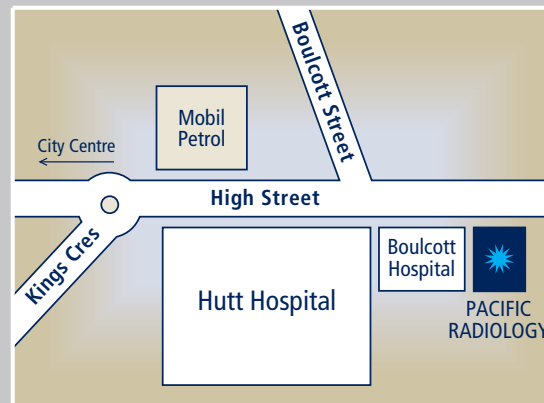 Boulcott Street
Mobil
Petrol
City Centre
High Street
Kings Cres
Hutt Hospital
Boulcott
Hospital
PACIFIC
RADIOLOGY